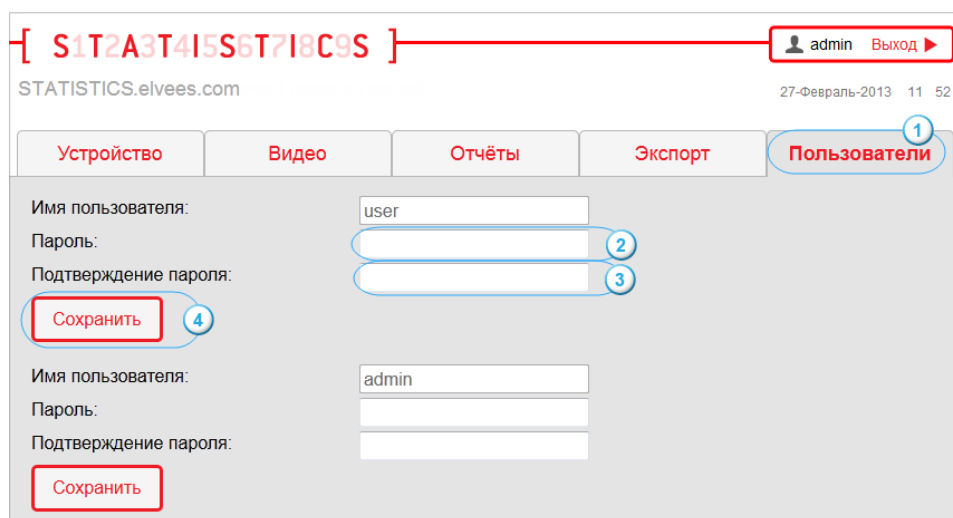 [ S1T2A3T4I5S6T7I8C9S ]
admin Выход
STATISTICS.elvees.com
27-Февраль-2013 11 52
1
Устройство Видео Отчёты Экспорт Пользователи
Имя пользователя: user
Пароль: 2
Подтверждение пароля: 3
Сохранить 4
Имя пользователя: admin
Пароль:
Подтверждение пароля:
Сохранить